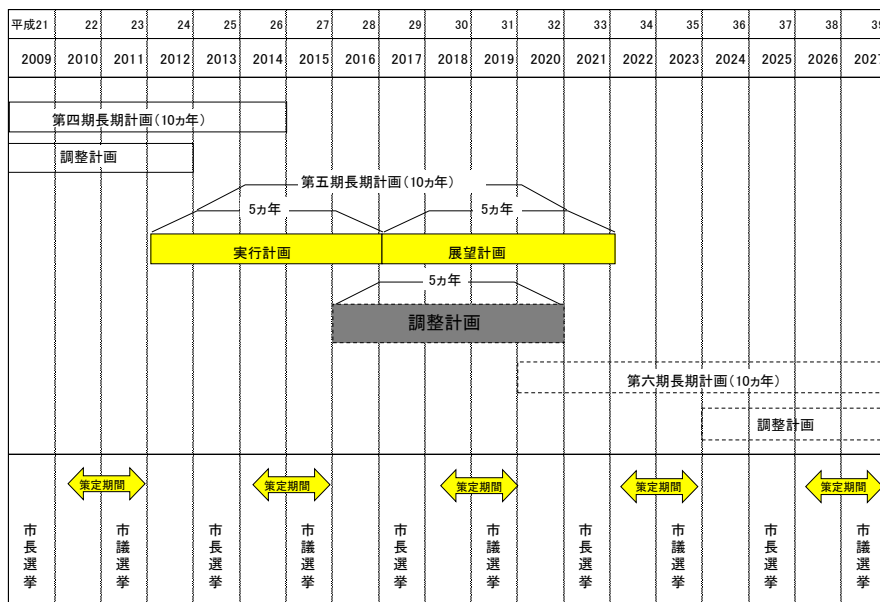 平成21 22 23 24 25 26 27 28 29 30 31 32 33 34 35 36 37 38 39
2009 2010 2011 2012 2013 2014 2015 2016 2017 2018 2019 2020 2021 2022 2023 2024 2025 2026 2027
第四期長期計画(10ヵ年)
調整計画
第五期長期計画(10ヵ年)
5ヵ年 5ヵ年
実行計画 展望計画
5ヵ年
調整計画
第六期長期計画(10ヵ年)
調整計画
策定期間 策定期間 策定期間 策定期間 策定期間
市長選挙 市議選挙 市長選挙 市議選挙 市長選挙 市議選挙 市長選挙 市議選挙 市長選挙 市議選挙